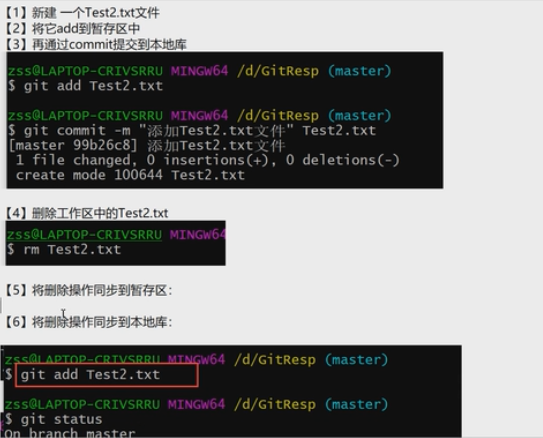 【1】新建 一个Test2.txt文件
【2】将它add到暂存区中
【3】再通过commit提交到本地库
zss@LAPTOP-CRIVSRRU MINGW64 /d/GitResp (master)
$ git add Test2.txt
zss@LAPTOP-CRIVSRRU MINGW64 /d/GitResp (master)
$ git commit -m "添加Test2.txt文件" Test2.txt
[master 99b26c8] 添加Test2.txt文件
1 file changed, 0 insertions(+), 0 deletions(-)
create mode 100644 Test2.txt
【4】删除工作区中的Test2.txt
zss@LAPTOP-CRIVSRRU MINGW64
$ rm Test2.txt
【5】将删除操作同步到暂存区：
【6】将删除操作同步到本地库：
zss@LAPTOP-CRIVSRRU MINGW64 /d/GitResp (master)
$ git add Test2.txt
zss@LAPTOP-CRIVSRRU MINGW64 /d/GitResp (master)
$ git status
On branch master